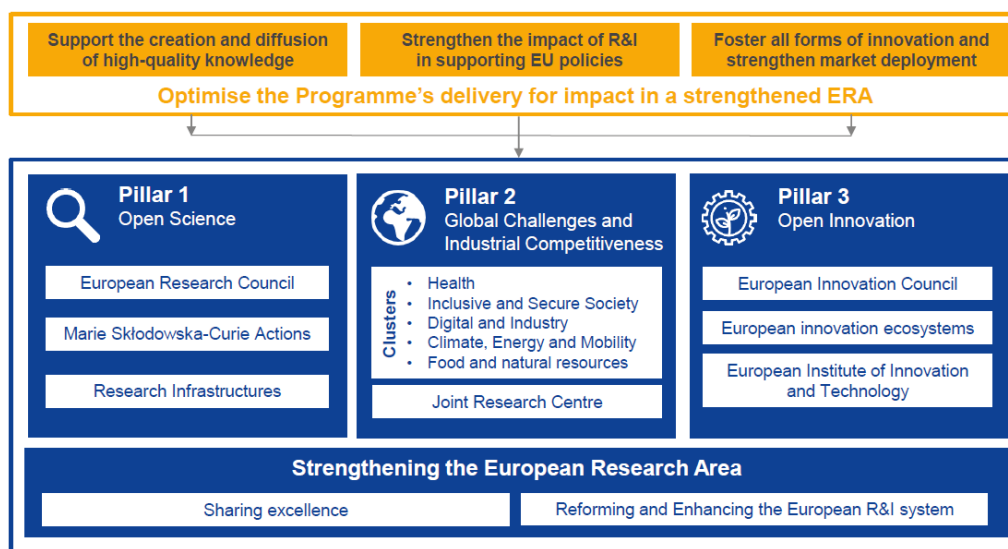 Support the creation and diffusion
of high-quality knowledge
Strengthen the impact of R&I
in supporting EU policies
Foster all forms of innovation and
strengthen market deployment
Optimise the Programme's delivery for impact in a strengthened ERA
Pillar 1
Open Science
European Research Council
Marie Skłodowska-Curie Actions
Research Infrastructures
Pillar 2
Global Challenges and
Industrial Competitiveness
Clusters
• Health
• Inclusive and Secure Society
• Digital and Industry
• Climate, Energy and Mobility
• Food and natural resources
Joint Research Centre
Pillar 3
Open Innovation
European Innovation Council
European innovation ecosystems
European Institute of Innovation
and Technology
Strengthening the European Research Area
Sharing excellence
Reforming and Enhancing the European R&I system